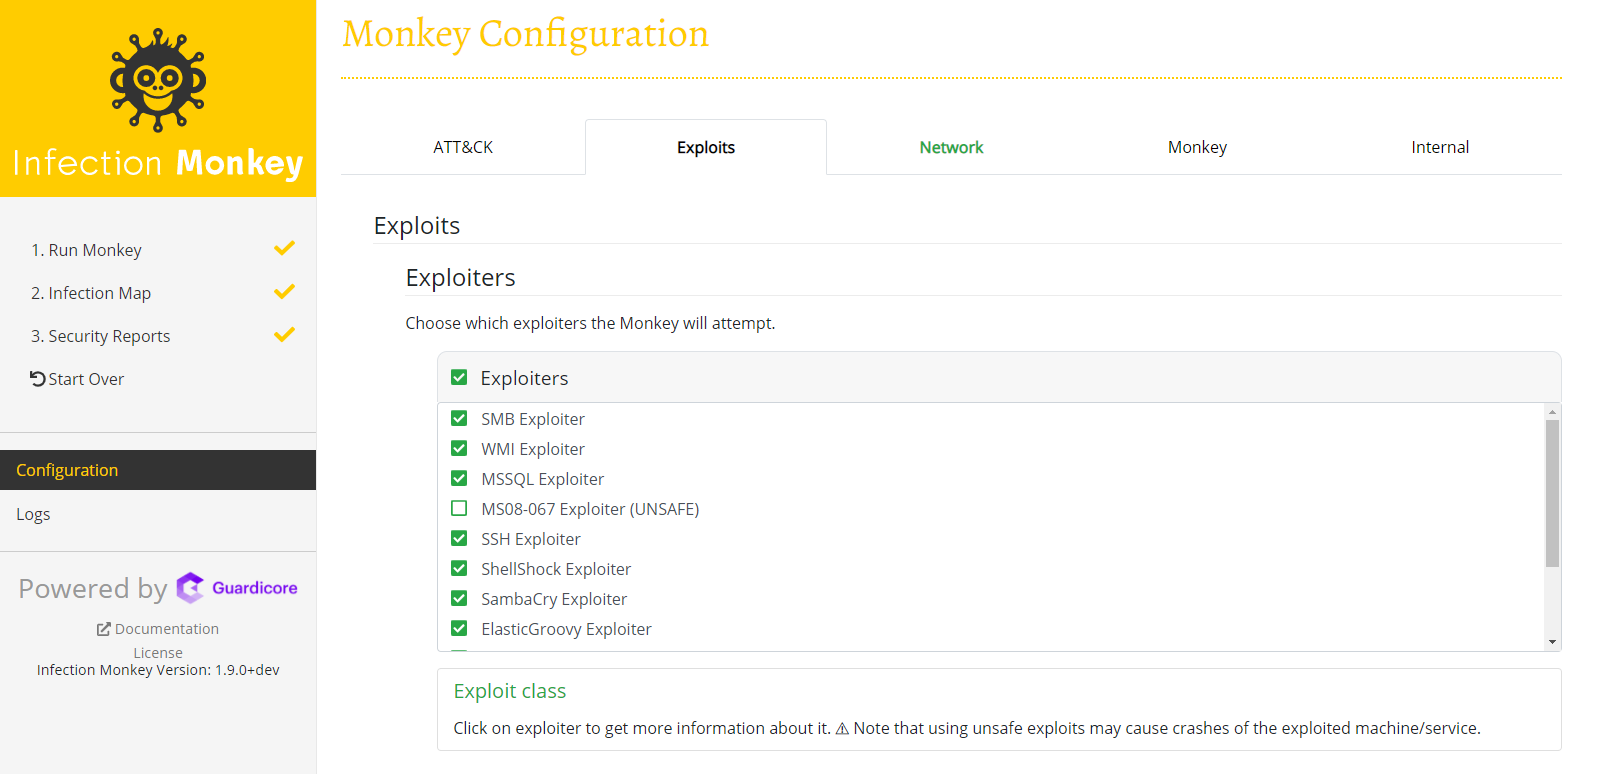 Infection Monkey
1. Run Monkey
2. Infection Map
3. Security Reports
Start Over
Configuration
Logs
Powered by Guardicore
Documentation
License
Infection Monkey Version: 1.9.0+dev
Monkey Configuration
ATT&CK Exploits Network Monkey Internal
Exploits
Exploiters
Choose which exploiters the Monkey will attempt.
Exploiters
SMB Exploiter
WMI Exploiter
MSSQL Exploiter
MS08-067 Exploiter (UNSAFE)
SSH Exploiter
ShellShock Exploiter
SambaCry Exploiter
ElasticGroovy Exploiter
Exploit class
Click on exploiter to get more information about it. ⚠ Note that using unsafe exploits may cause crashes of the exploited machine/service.